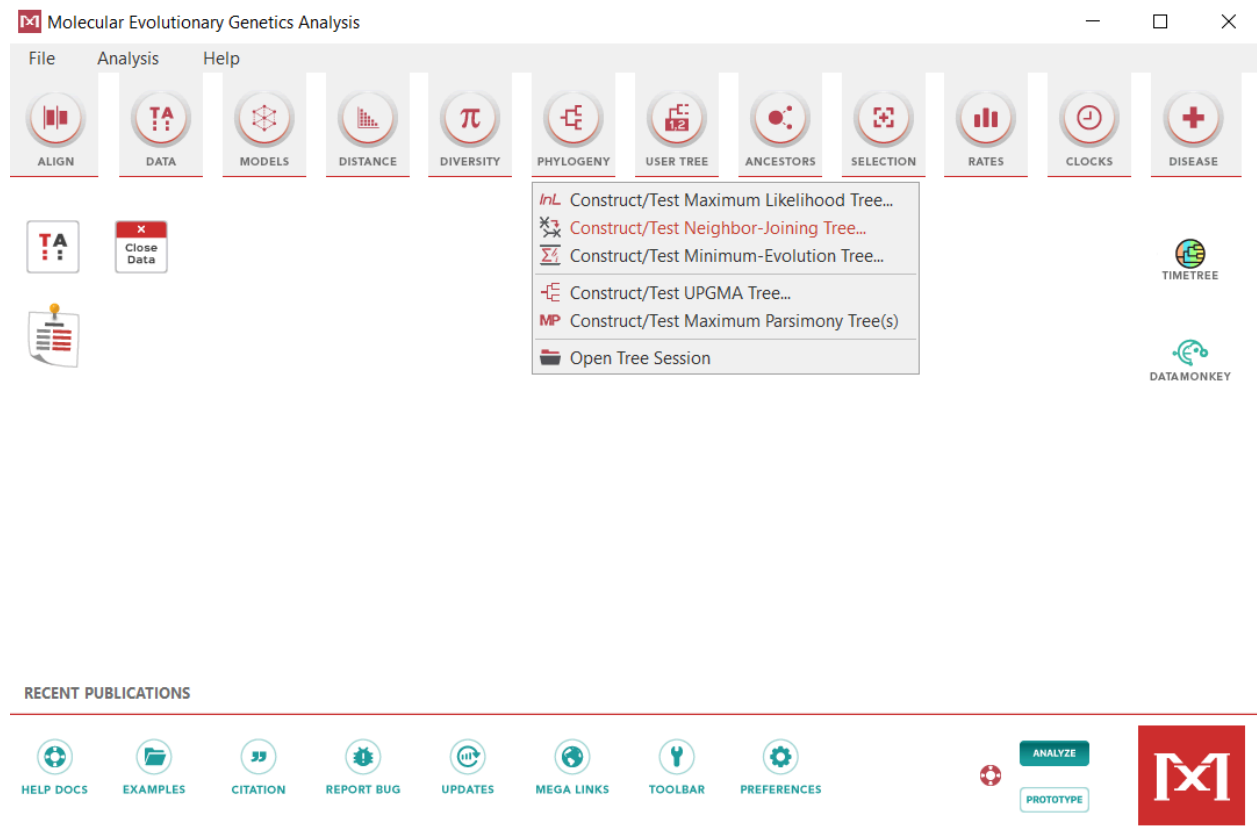 Molecular Evolutionary Genetics Analysis
File Analysis Help
TA
π
1,2
ALIGN DATA MODELS DISTANCE DIVERSITY PHYLOGENY USER TREE ANCESTORS SELECTION RATES CLOCKS DISEASE
lnL Construct/Test Maximum Likelihood Tree...
Construct/Test Neighbor-Joining Tree...
Construct/Test Minimum-Evolution Tree...
Construct/Test UPGMA Tree...
MP Construct/Test Maximum Parsimony Tree(s)
Open Tree Session
TA
Close
Data
TIMETREE
DATAMONKEY
RECENT PUBLICATIONS
HELP DOCS EXAMPLES CITATION REPORT BUG UPDATES MEGA LINKS TOOLBAR PREFERENCES
ANALYZE
PROTOTYPE